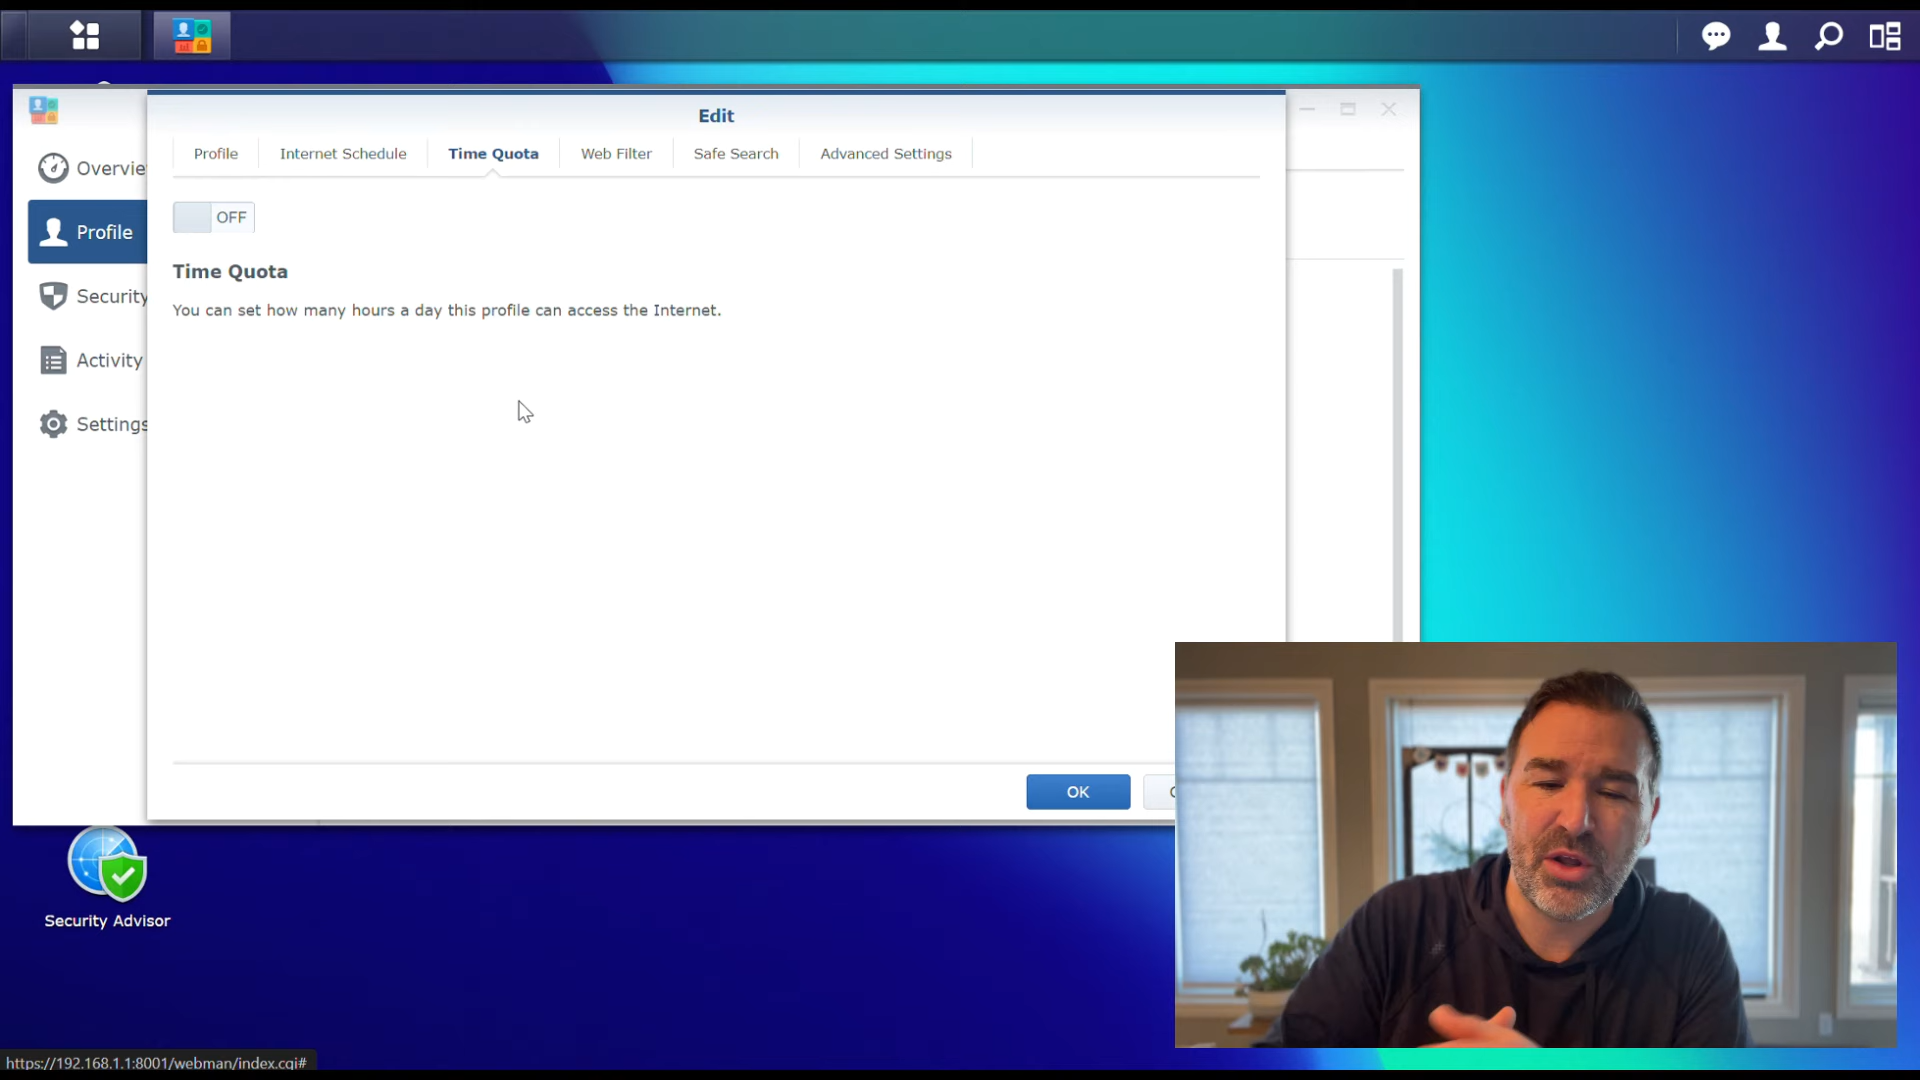 Edit
Profile
Internet Schedule
Time Quota
Web Filter
Safe Search
Advanced Settings
OFF
Time Quota
You can set how many hours a day this profile can access the Internet.
Profile
Security
Activity
Settings
OK
Security Advisor
https://192.168.1.1:8001/webman/index.cgi#